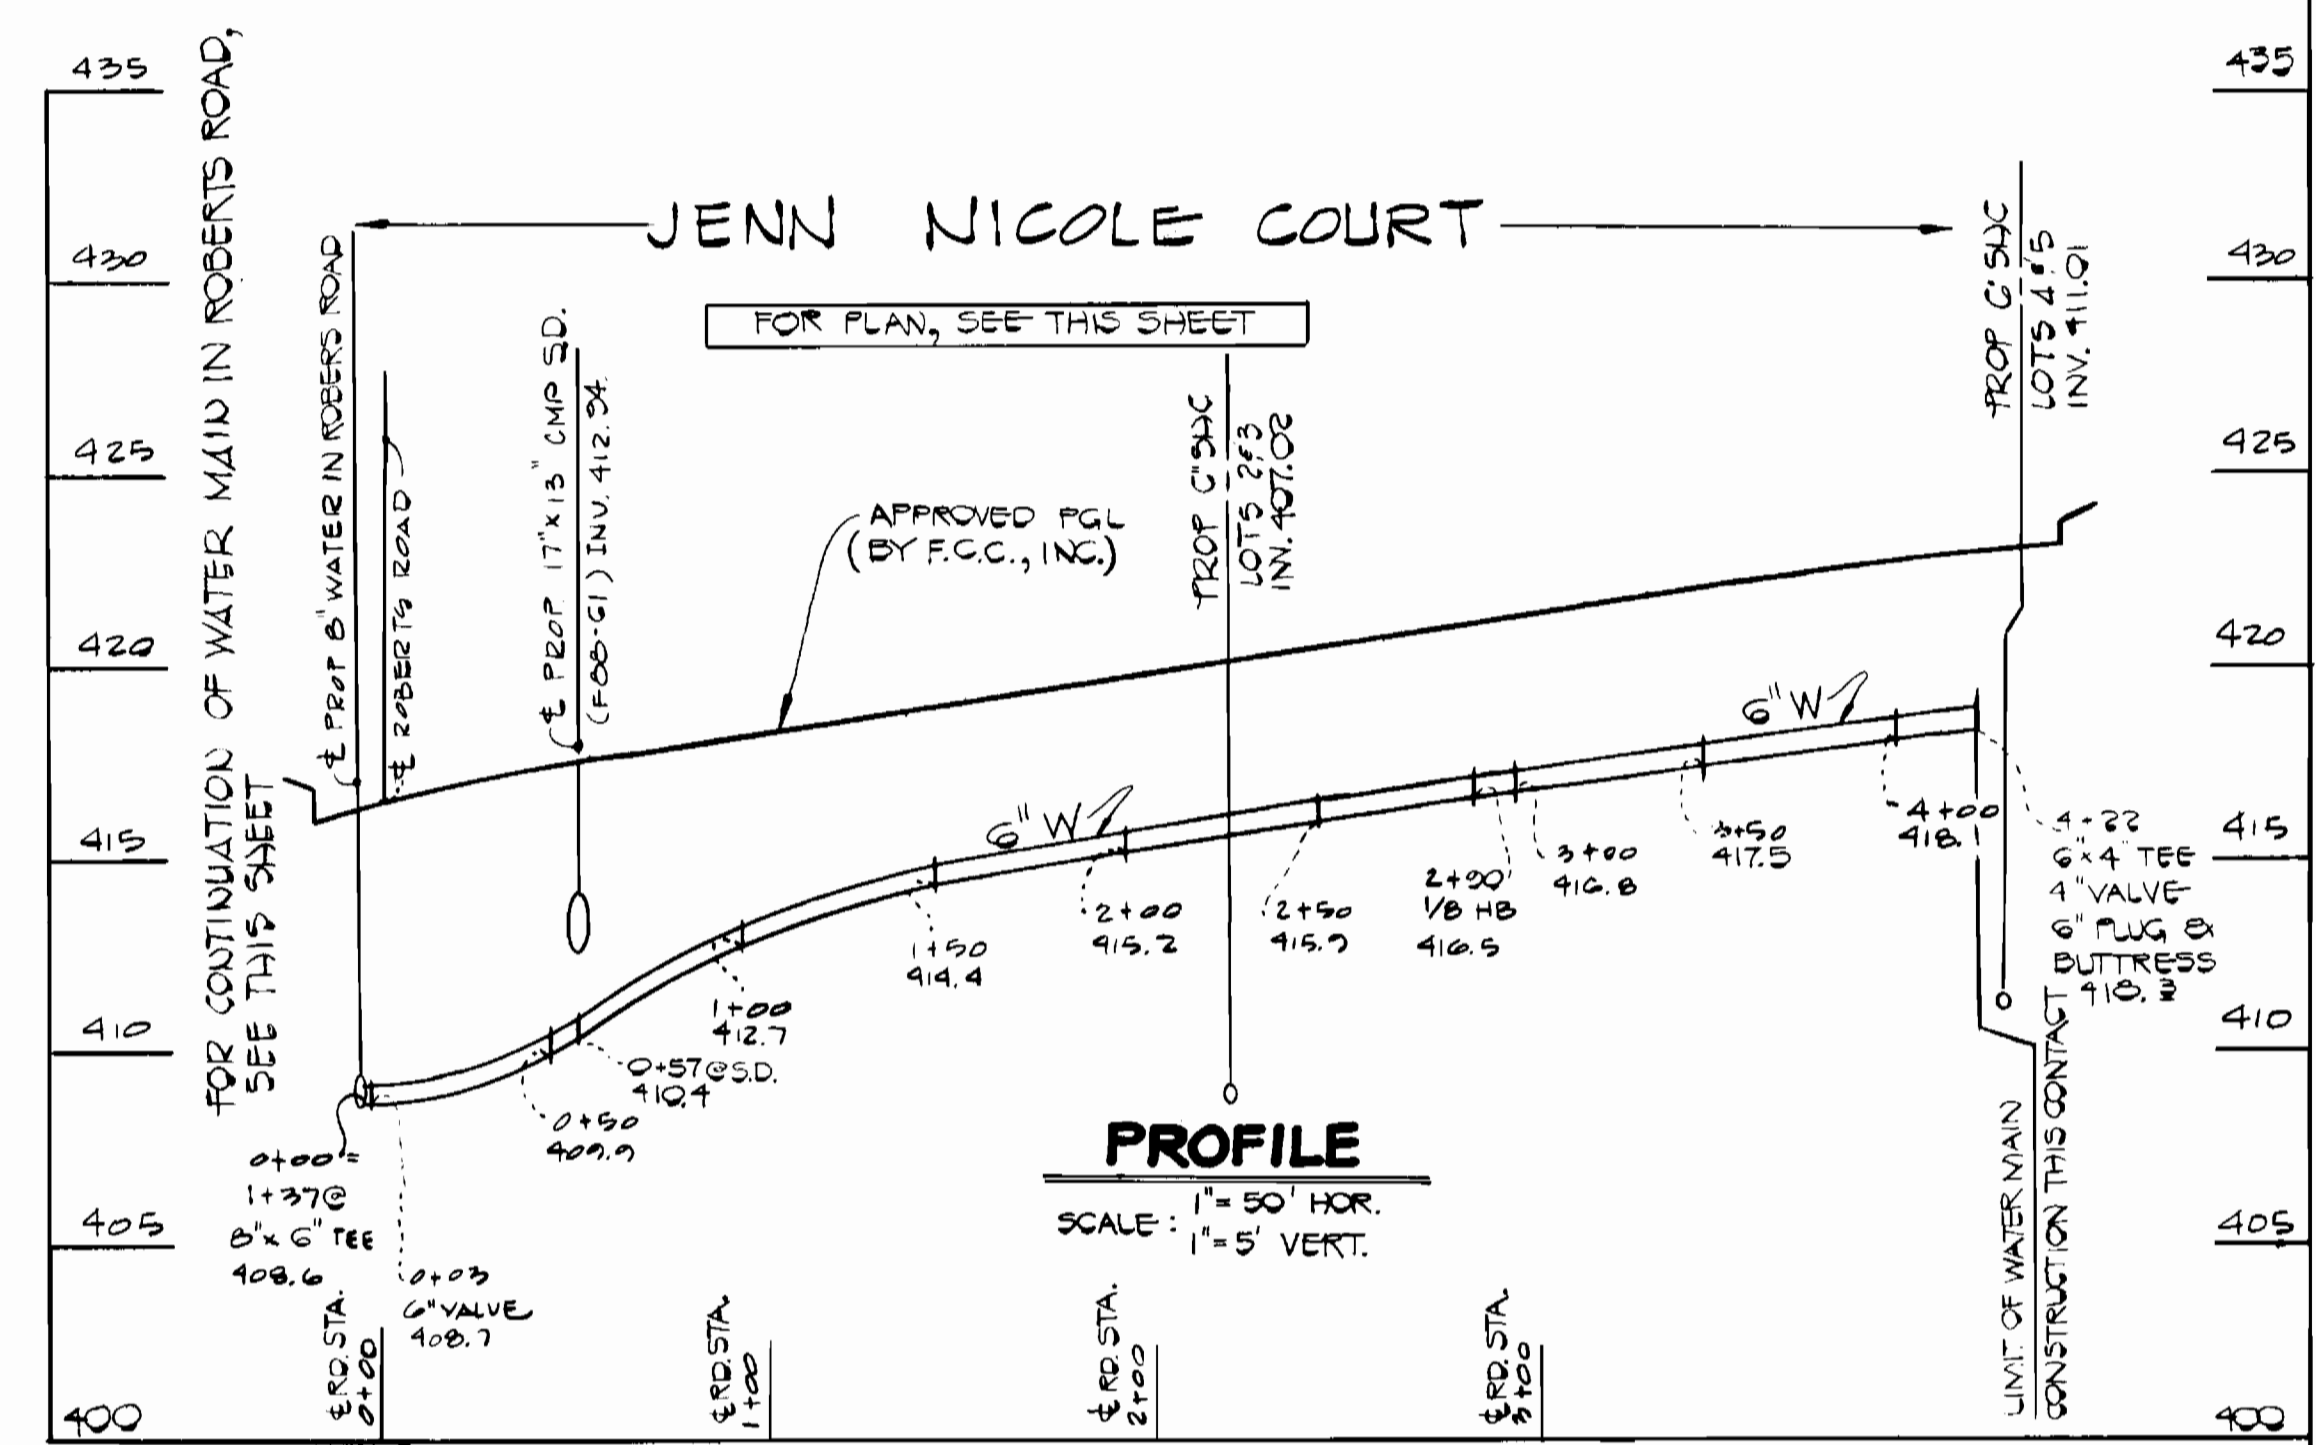 435
430
425
420
415
410
405
400
FOR CONTINUATION OF WATER MAIN IN ROBERTS ROAD,
SEE THIS SHEET
JENN NICOLE COURT
FOR PLAN, SEE THIS SHEET
℄ PROP 8" WATER IN ROBERS ROAD
℄ ROBERTS ROAD
℄ PROP 17"x13" CMP S.D.
(F88-61) INV. 412.94
APPROVED PGL
(BY F.C.C., INC.)
PROP 6" SHC
LOTS 2&3
INV. 407.02
PROP 6" SHC
LOTS 4&5
INV. 411.01
6" W
6" W
0+00 =
1+37@
8"x6" TEE
408.6
0+03
6" VALVE
408.7
0+50
409.9
0+57@S.D.
410.4
1+00
412.7
1+50
414.4
2+00
415.2
2+50
415.9
2+90
1/8 HB
416.5
3+00
416.8
3+50
417.5
4+00
418.1
4+22
6"x4" TEE
4" VALVE
6" PLUG &
BUTTRESS
PROFILE
SCALE: 1"= 50' HOR.
1"= 5' VERT.
℄ RD. STA.
0+00
℄ RD. STA.
1+00
℄ RD. STA.
2+00
℄ RD. STA.
3+00
LIMIT OF WATER MAIN
CONSTRUCTION THIS CONTACT
435
430
425
420
415
410
405
400